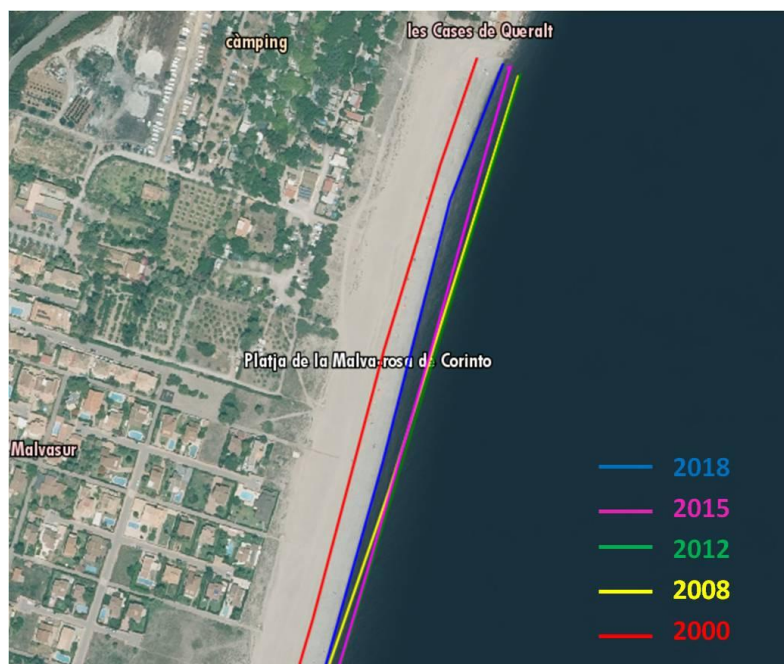 les Cases de Queralt
càmping
Platja de la Malva-rosa de Corinto
Malvasur
2018
2015
2012
2008
2000